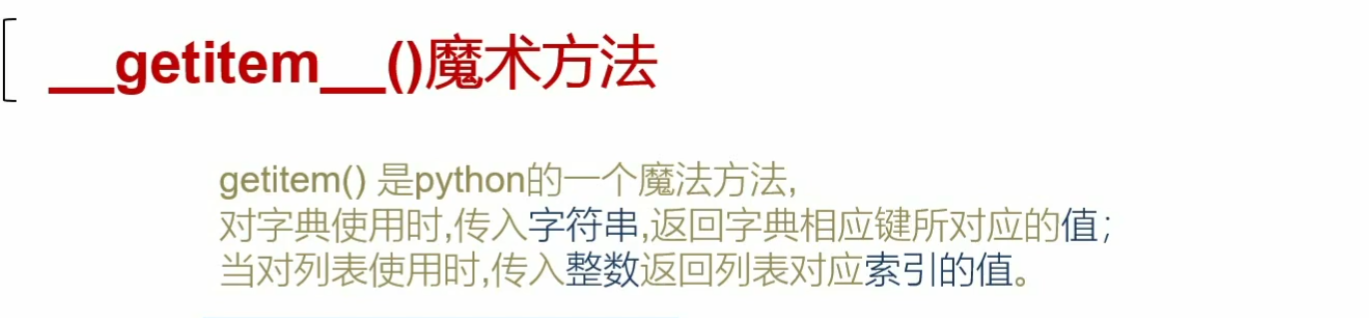 __getitem__()魔术方法
getitem() 是python的一个魔法方法,
对字典使用时,传入字符串,返回字典相应键所对应的值；
当对列表使用时,传入整数返回列表对应索引的值。